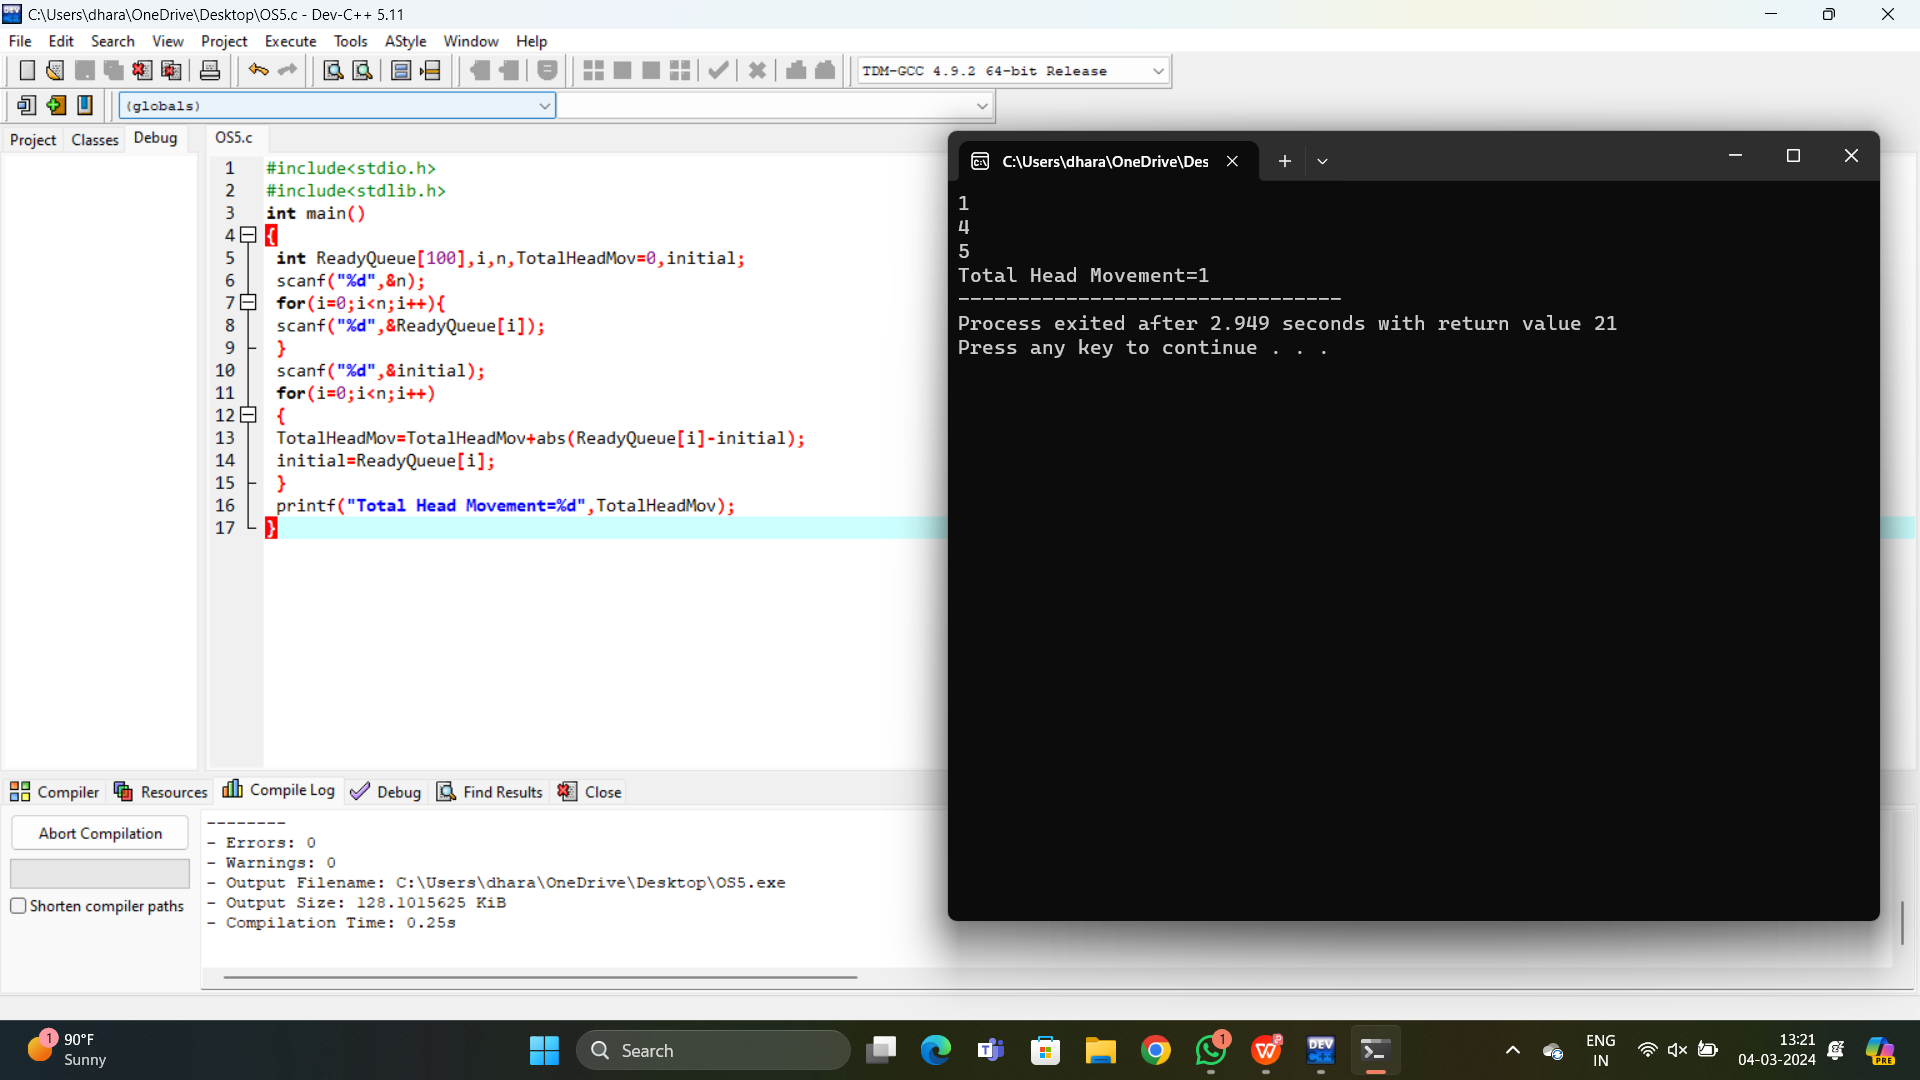 C:\Users\dhara\OneDrive\Desktop\OS5.c - Dev-C++ 5.11
File Edit Search View Project Execute Tools AStyle Window Help
TDM-GCC 4.9.2 64-bit Release
(globals)
Project Classes Debug
OS5.c
1 #include<stdio.h>
2 #include<stdlib.h>
3 int main()
4 {
5 int ReadyQueue[100],i,n,TotalHeadMov=0,initial;
6 scanf("%d",&n);
7 for(i=0;i<n;i++){
8 scanf("%d",&ReadyQueue[i]);
9 }
10 scanf("%d",&initial);
11 for(i=0;i<n;i++)
12 {
13 TotalHeadMov=TotalHeadMov+abs(ReadyQueue[i]-initial);
14 initial=ReadyQueue[i];
15 }
16 printf("Total Head Movement=%d",TotalHeadMov);
17 }
C:\Users\dhara\OneDrive\Des
1
4
5
Total Head Movement=1
--------------------------------
Process exited after 2.949 seconds with return value 21
Press any key to continue . . .
Compiler Resources Compile Log Debug Find Results Close
Abort Compilation
Shorten compiler paths
--------
- Errors: 0
- Warnings: 0
- Output Filename: C:\Users\dhara\OneDrive\Desktop\OS5.exe
- Output Size: 128.1015625 KiB
- Compilation Time: 0.25s
1
90°F
Sunny
Search
1
DEV
ENG
IN
13:21
04-03-2024
PRE